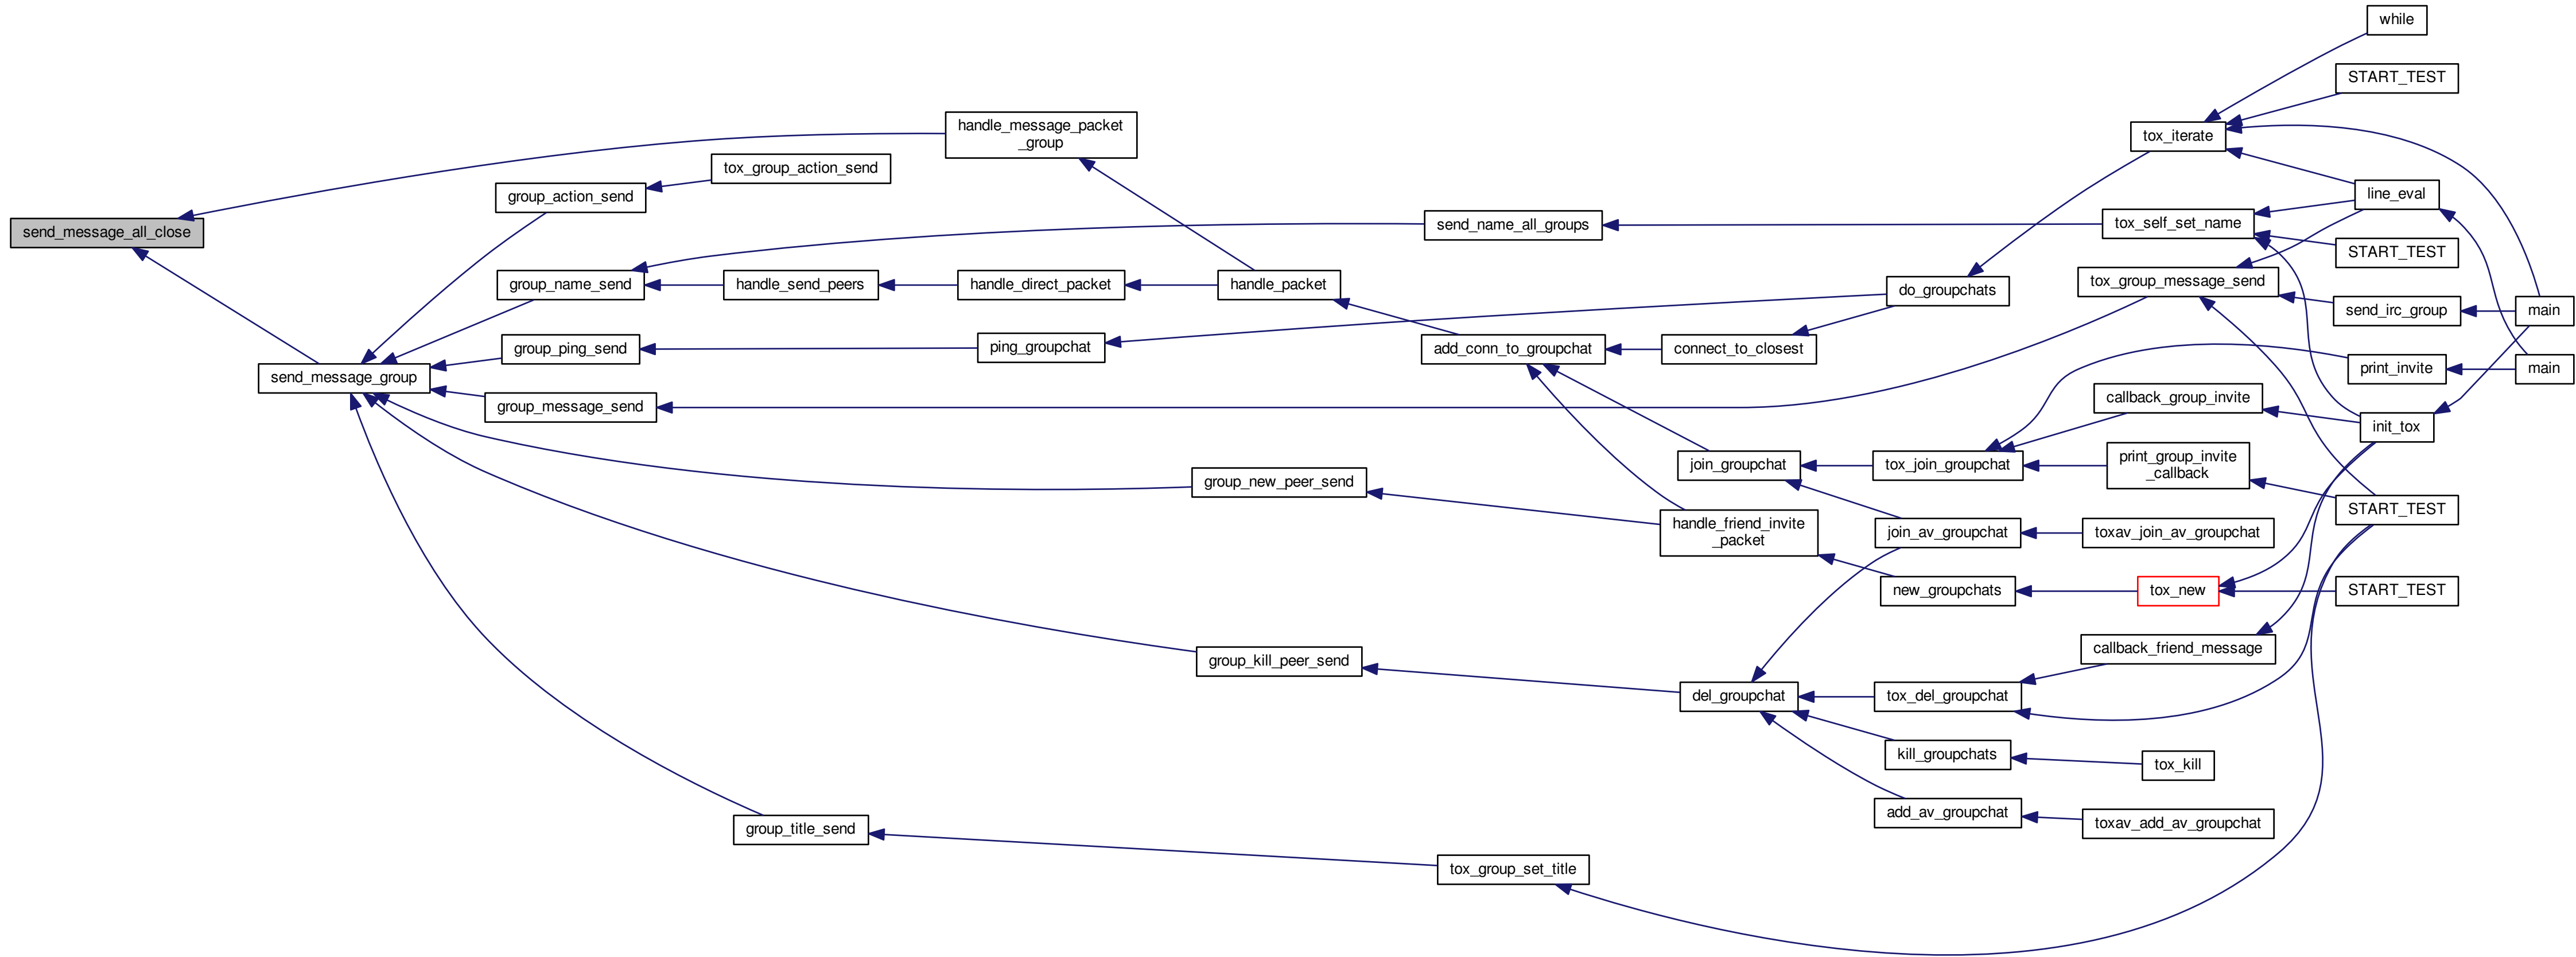 while
START_TEST
handle_message_packet
_group
tox_iterate
tox_group_action_send
group_action_send
line_eval
send_message_all_close
send_name_all_groups
tox_self_set_name
START_TEST
group_name_send
handle_send_peers
handle_direct_packet
handle_packet
do_groupchats
tox_group_message_send
send_irc_group
main
group_ping_send
ping_groupchat
add_conn_to_groupchat
connect_to_closest
print_invite
main
send_message_group
group_message_send
callback_group_invite
init_tox
join_groupchat
tox_join_groupchat
print_group_invite
_callback
group_new_peer_send
START_TEST
handle_friend_invite
_packet
join_av_groupchat
toxav_join_av_groupchat
new_groupchats
tox_new
START_TEST
callback_friend_message
group_kill_peer_send
del_groupchat
tox_del_groupchat
kill_groupchats
tox_kill
add_av_groupchat
toxav_add_av_groupchat
group_title_send
tox_group_set_title